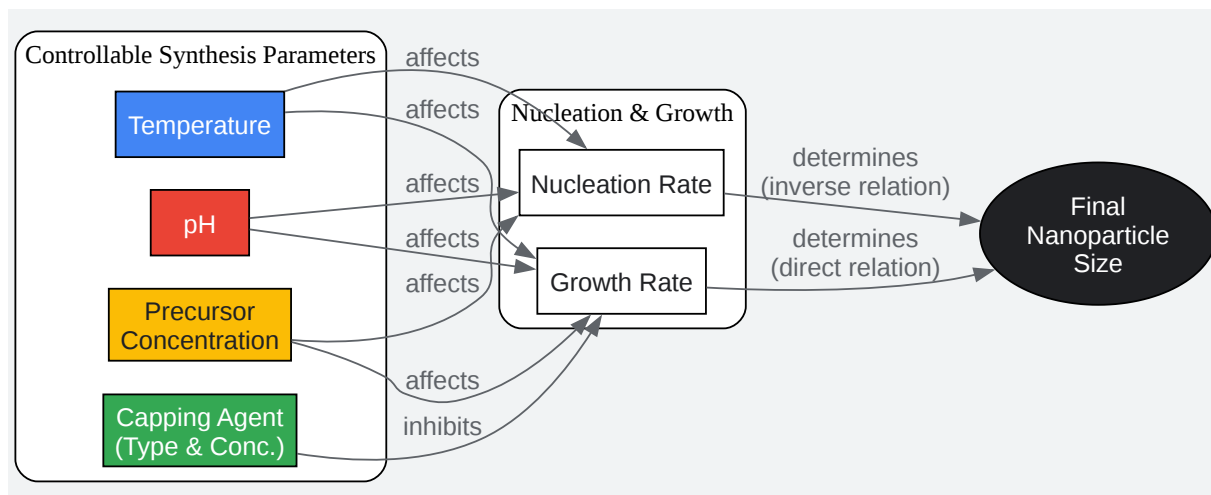 Controllable Synthesis Parameters
Temperature
pH
Precursor
Concentration
Capping Agent
(Type & Conc.)
affects
affects
affects
affects
affects
affects
inhibits
Nucleation & Growth
Nucleation Rate
Growth Rate
determines
(inverse relation)
determines
(direct relation)
Final
Nanoparticle
Size